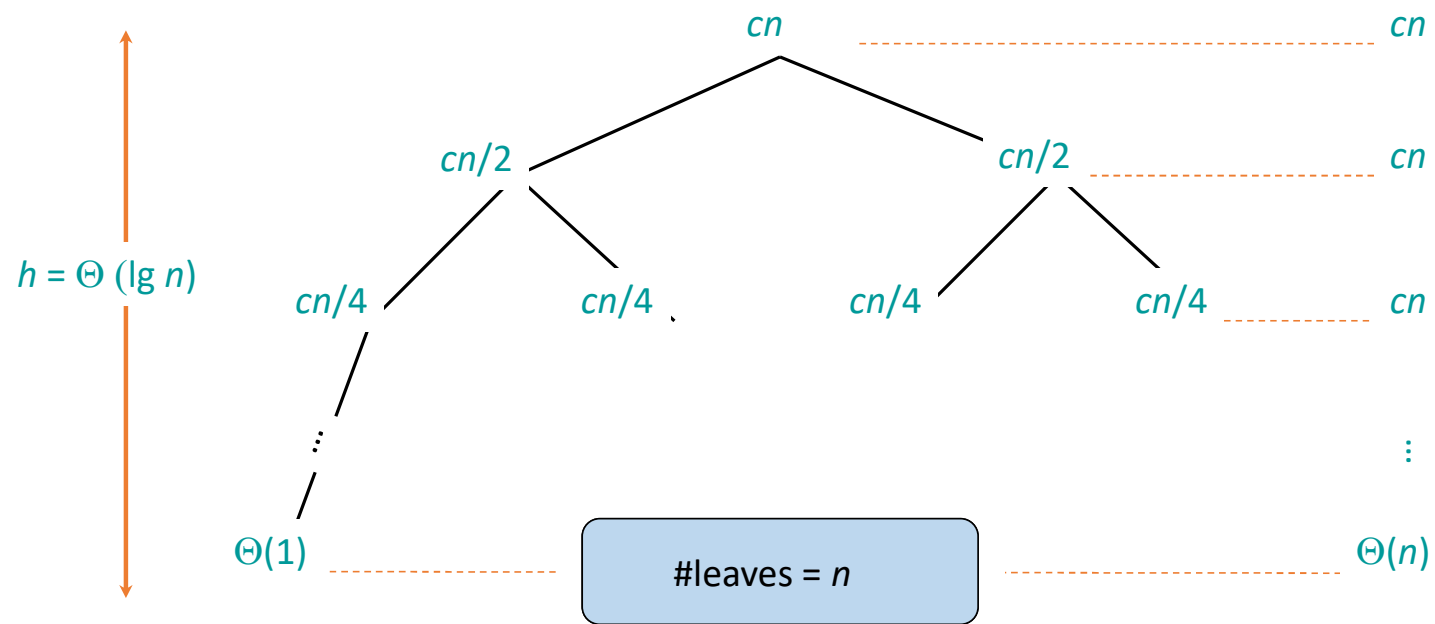 cn cn
cn/2 cn/2 cn
h = Θ (lg n)
cn/4 cn/4 cn/4 cn/4 cn
⋮ ⋮
Θ(1) #leaves = n Θ(n)